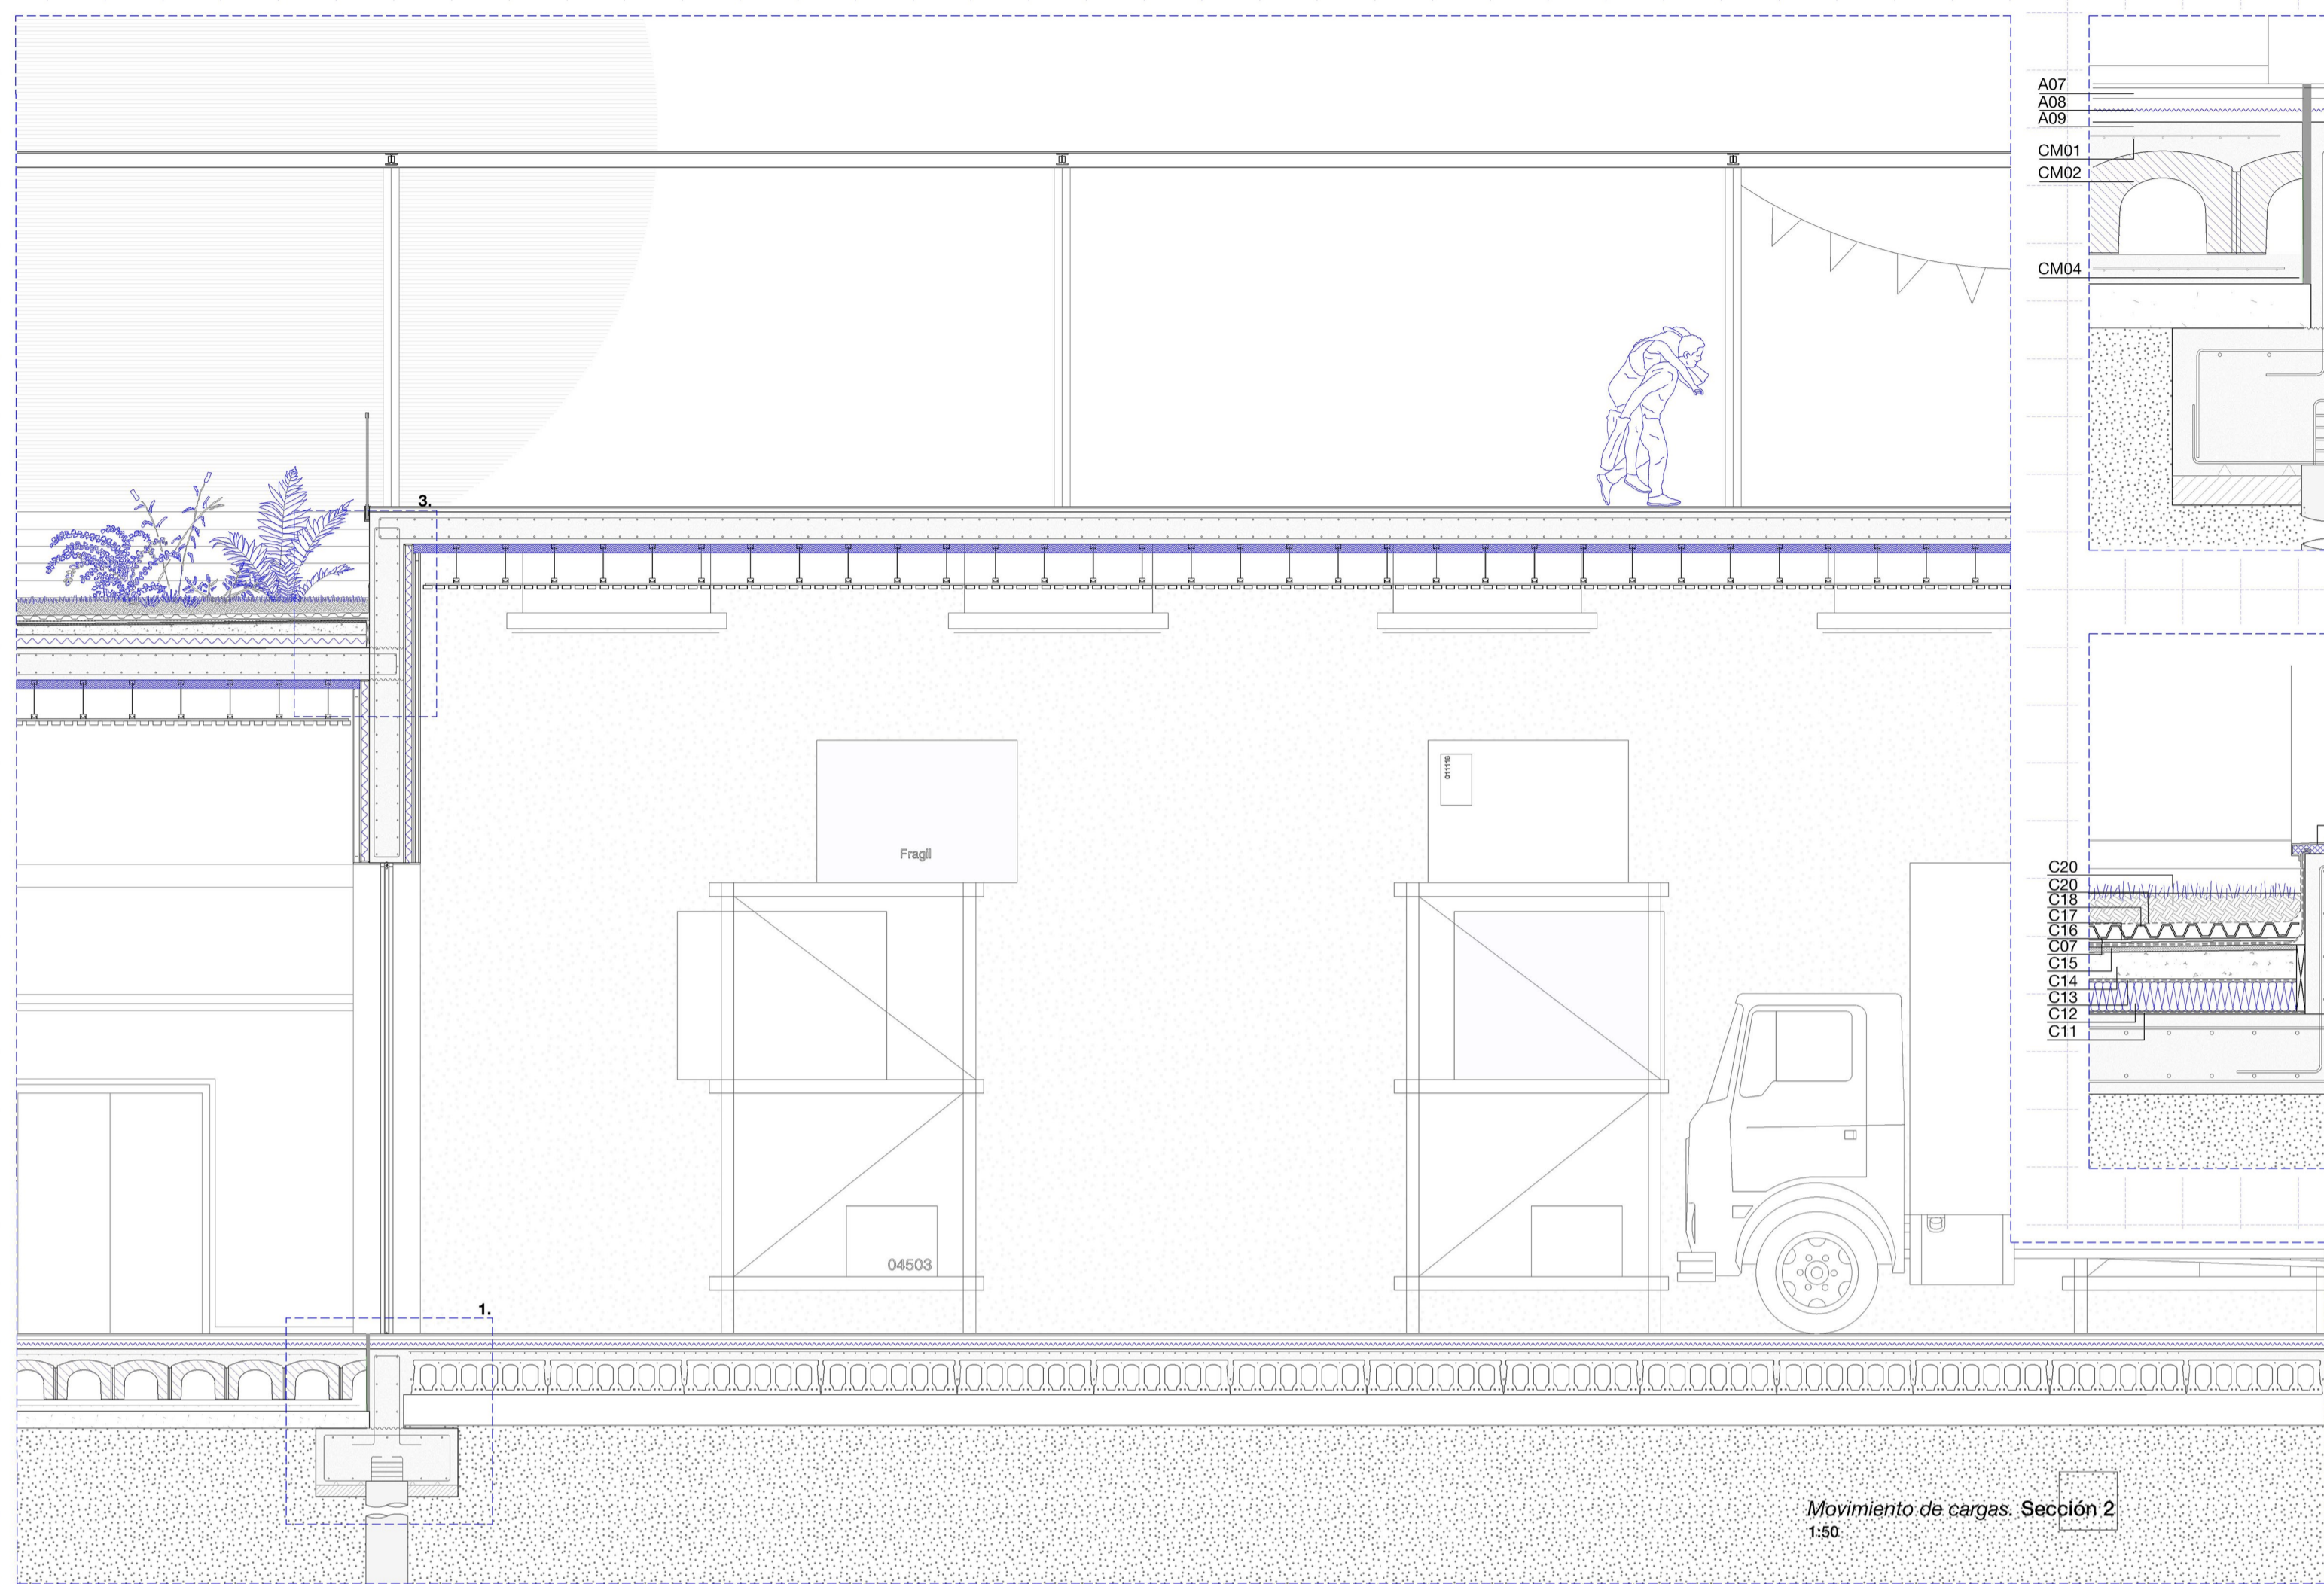 A07
A08
A09
CM01
CM02
CM04
3.
011116
Fragil
C20
C20
C18
C17
C16
C07
C15
C14
C13
C12
C11
04503
1.
Movimiento de cargas. Sección 2
1:50